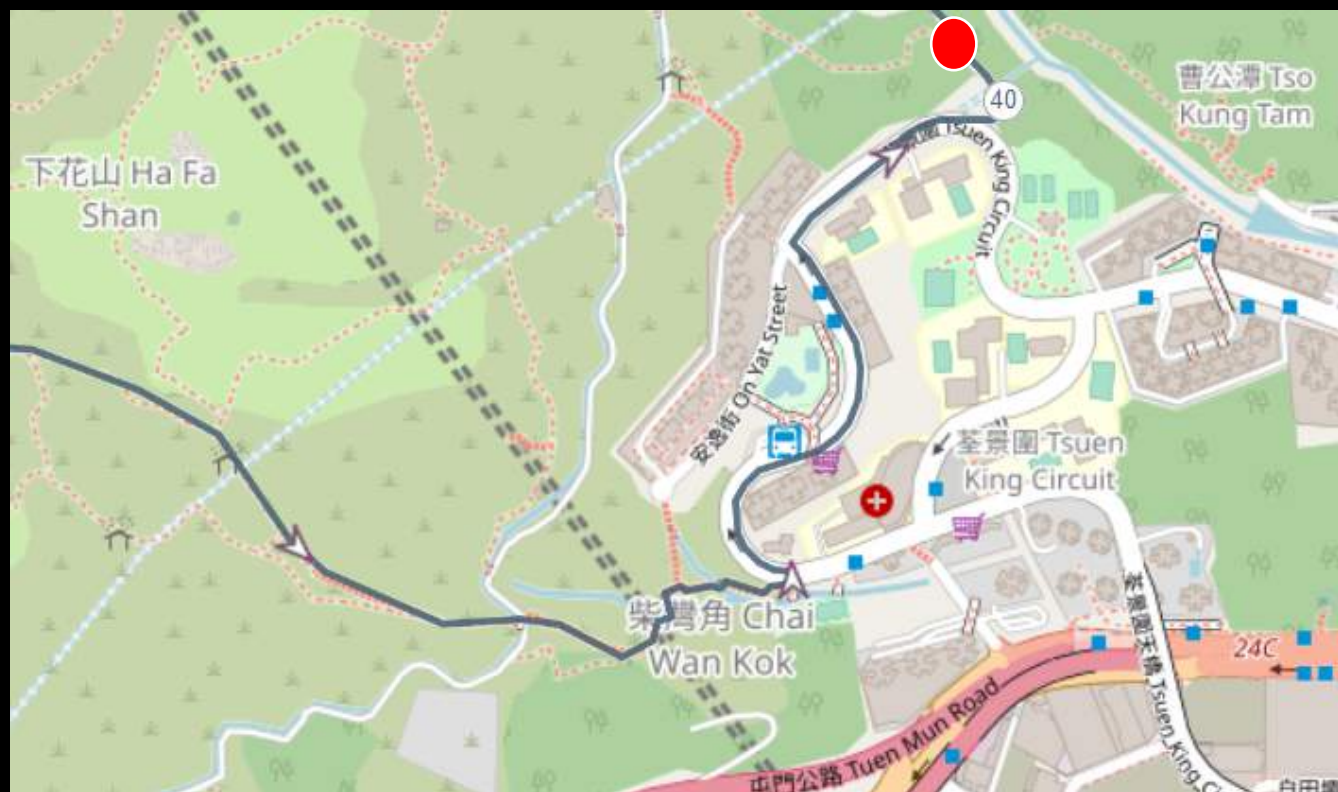 曹公潭 Tso
Kung Tam
40
下花山 Ha Fa
Shan
Tsuen King Circuit
安逸街 On Yat Street
荃景圍 Tsuen
King Circuit
柴灣角 Chai
Wan Kok
荃景圍天橋 Tsuen King Ci
24C
屯門公路 Tuen Mun Road